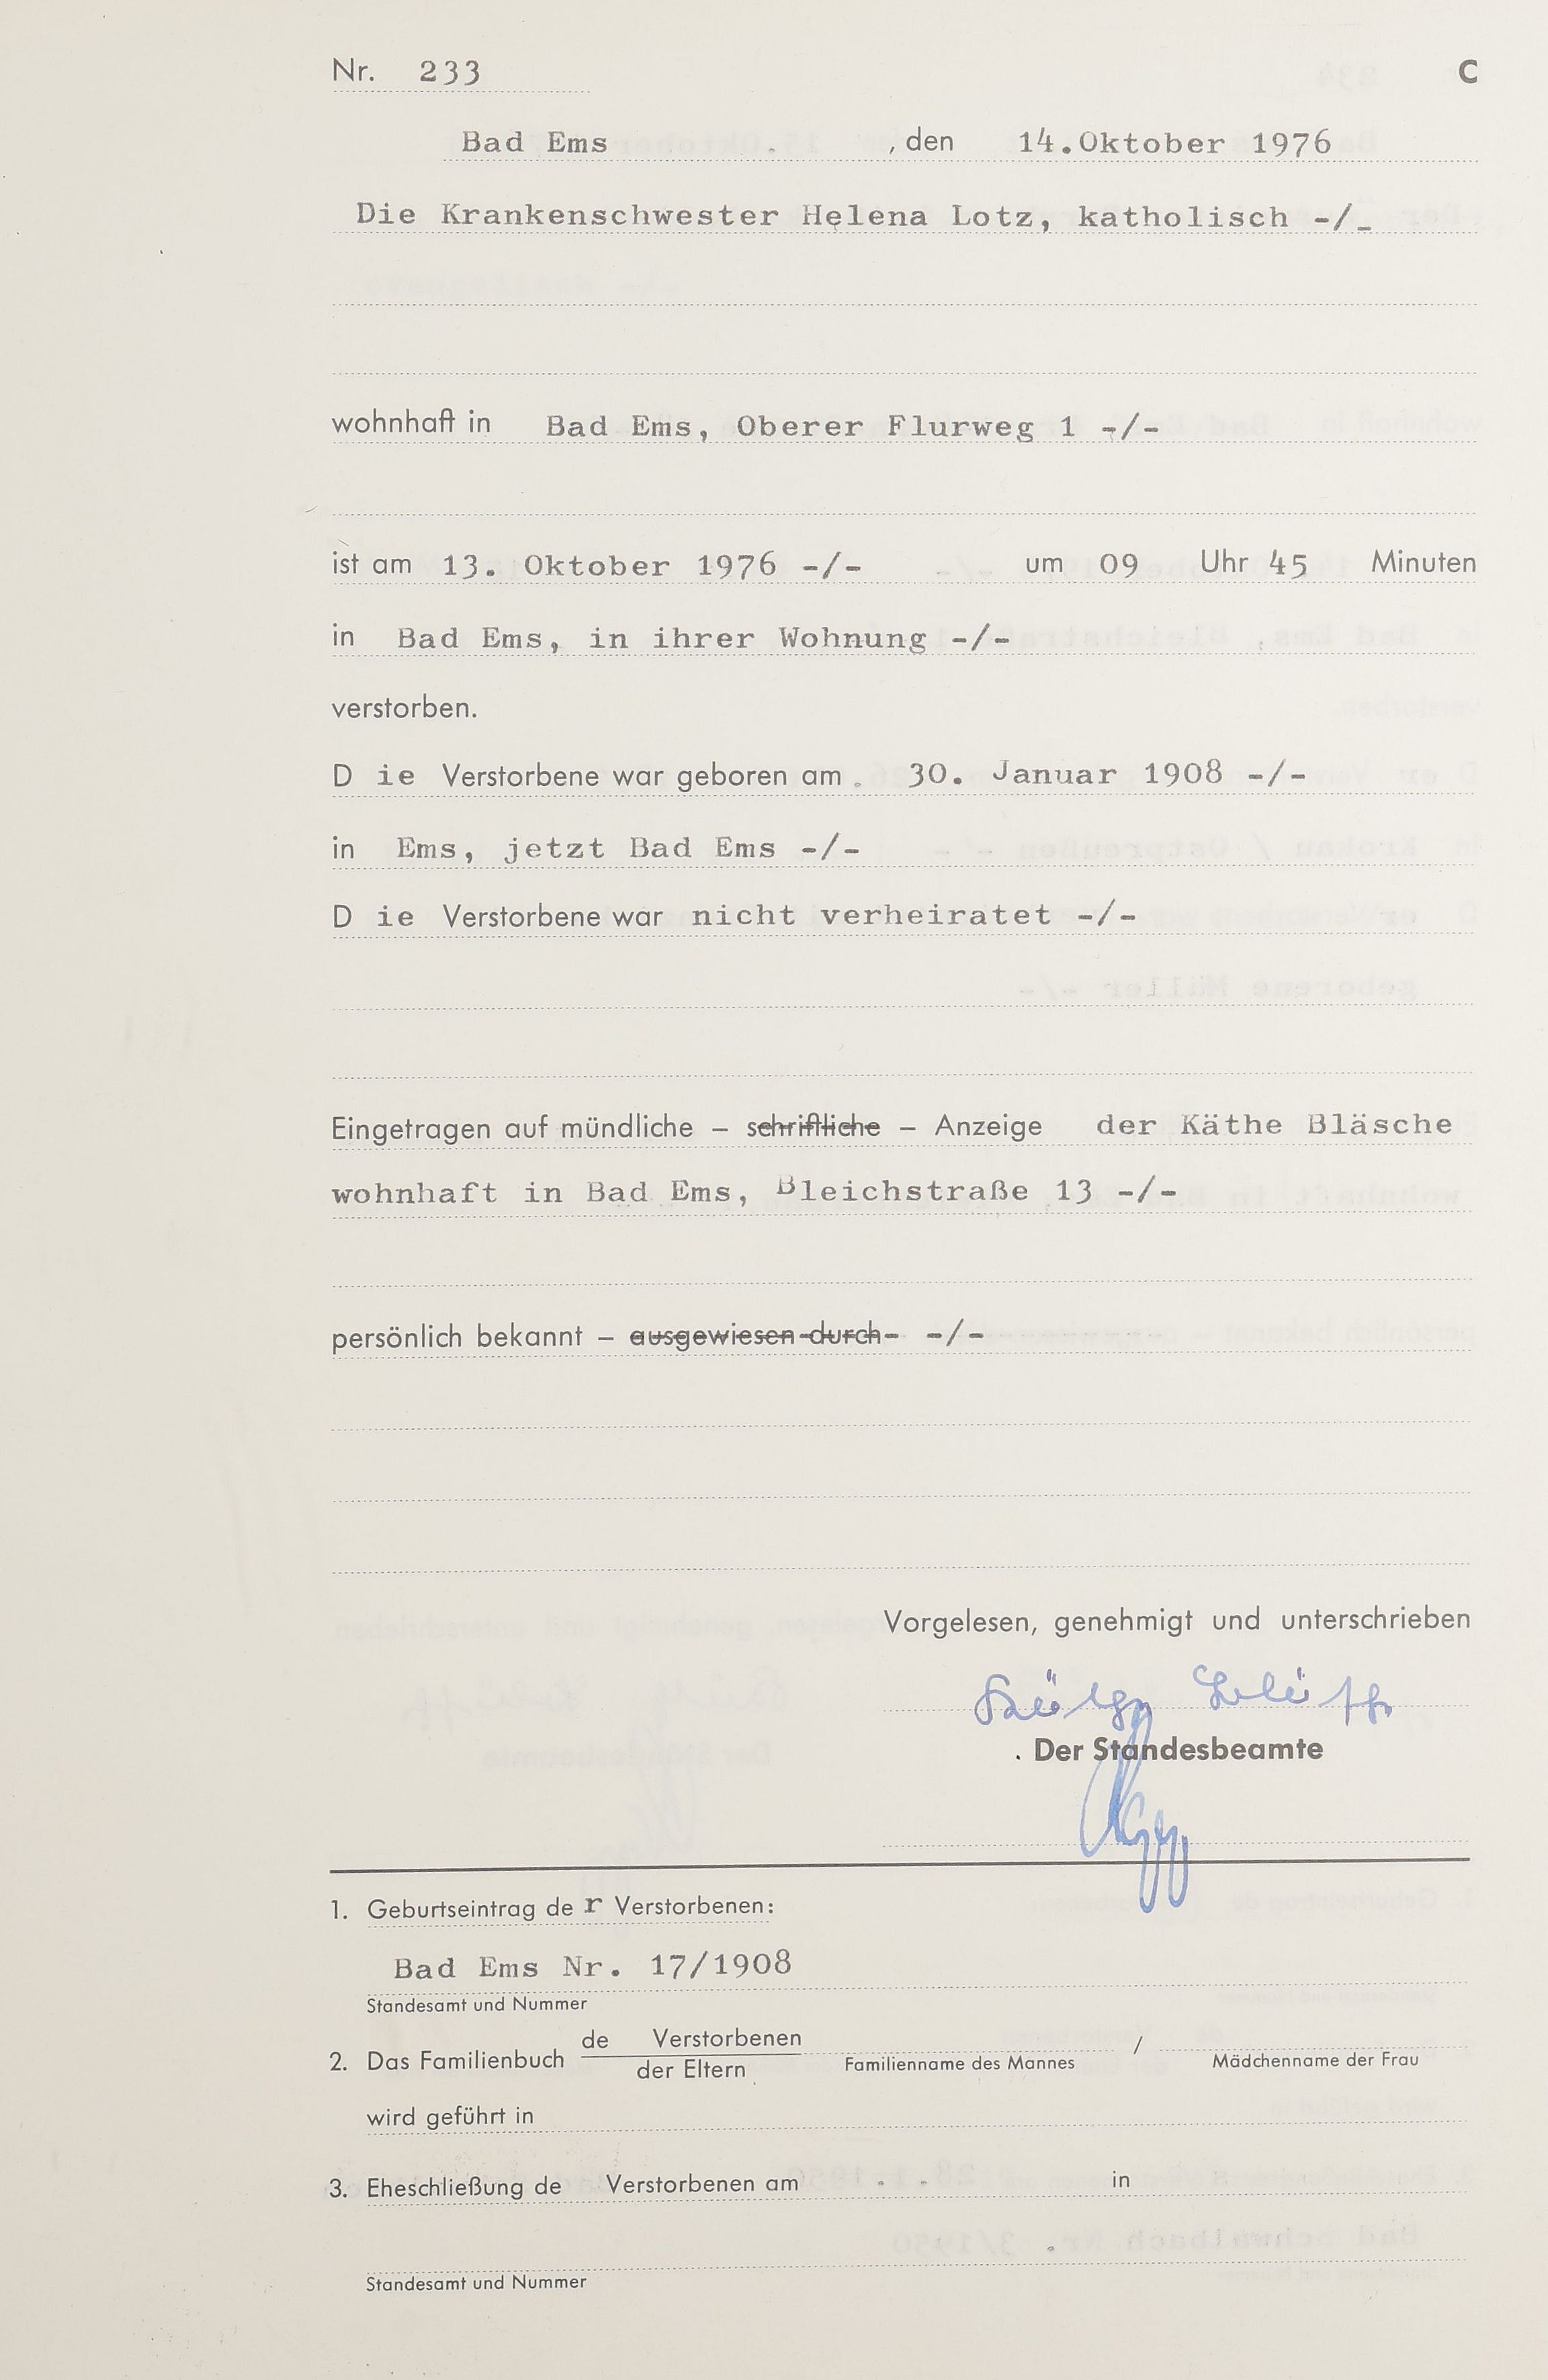 Nr. 233 C
Bad Ems , den 14.Oktober 1976
Die Krankenschwester Helena Lotz, katholisch -/_
wohnhaft in Bad Ems, Oberer Flurweg 1 -/-
ist am 13. Oktober 1976 -/- um 09 Uhr 45 Minuten
in Bad Ems, in ihrer Wohnung -/-
verstorben.
D ie Verstorbene war geboren am 30. Januar 1908 -/-
in Ems, jetzt Bad Ems -/-
D ie Verstorbene war nicht verheiratet -/-
Eingetragen auf mündliche – schriftliche – Anzeige der Käthe Bläsche
wohnhaft in Bad Ems, Bleichstraße 13 -/-
persönlich bekannt – ausgewiesen durch - -/-
Vorgelesen, genehmigt und unterschrieben
Käthe Bläsche
Der Standesbeamte
1. Geburtseintrag de r Verstorbenen:
Bad Ems Nr. 17/1908
Standesamt und Nummer
de Verstorbenen
2. Das Familienbuch der Eltern Familienname des Mannes / Mädchenname der Frau
wird geführt in
3. Eheschließung de Verstorbenen am in
Standesamt und Nummer